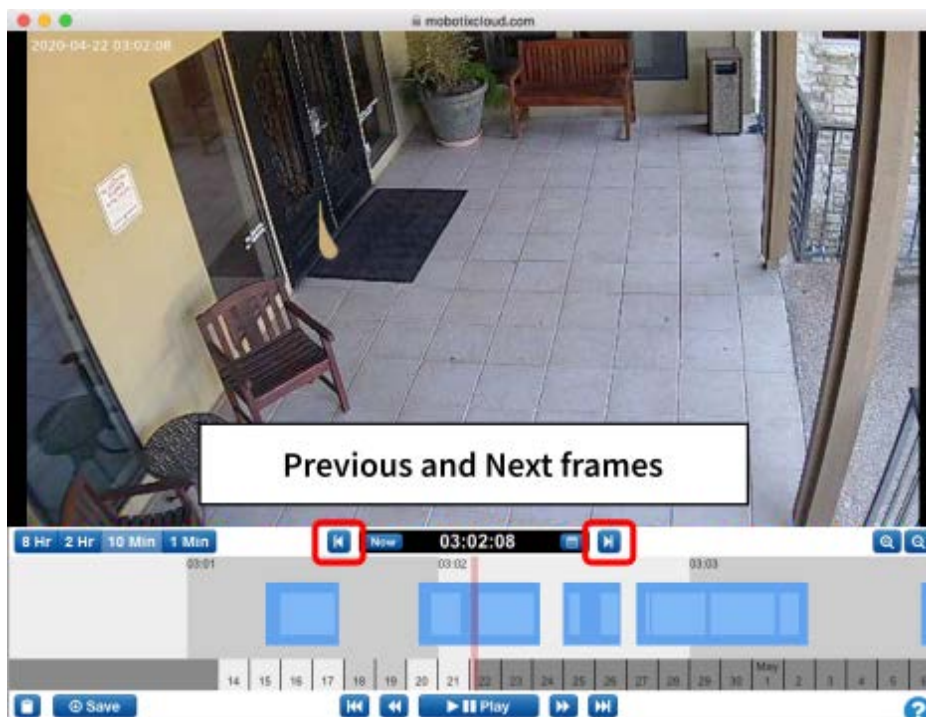 mobotixcloud.com
2020-04-22 03:02:08
Previous and Next frames
8 Hr 2 Hr 10 Min 1 Min Now 03:02:08
03:01 03:02 03:03
May
14 15 16 17 18 19 20 21 22 23 24 25 26 27 28 29 30 1 2 3 4 5
Save Play ?